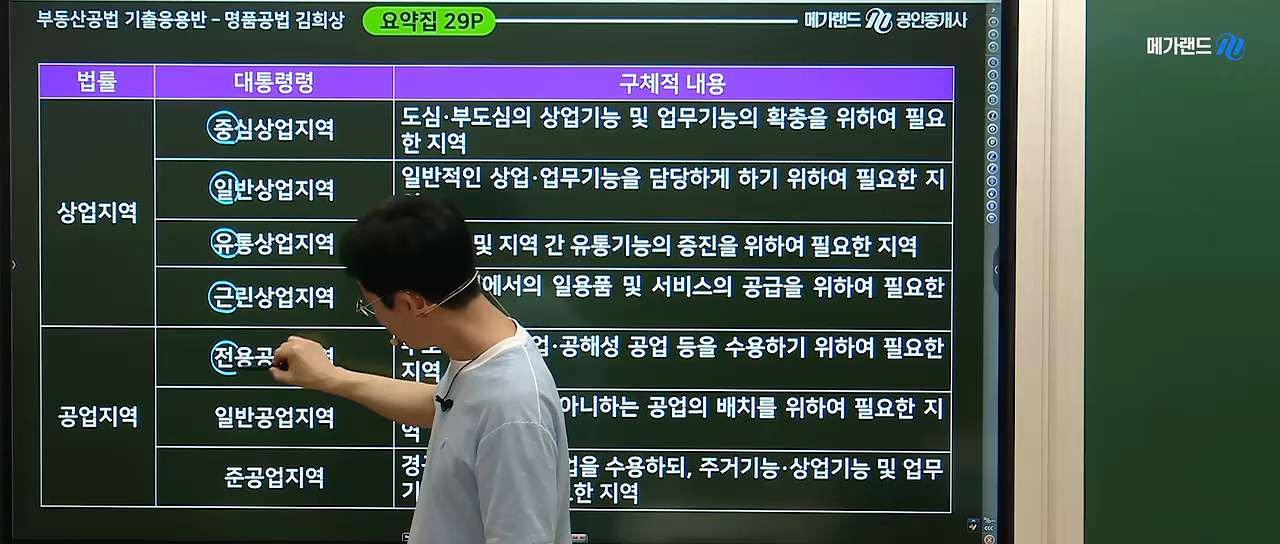 부동산공법 기출응용반 - 명품공법 김희상
요약집 29P
메가랜드 공인중개사
메가랜드
법률 대통령령 구체적 내용
상업지역
중심상업지역
도심·부도심의 상업기능 및 업무기능의 확충을 위하여 필요
한 지역
일반상업지역
일반적인 상업·업무기능을 담당하게 하기 위하여 필요한 지
유통상업지역
및 지역 간 유통기능의 증진을 위하여 필요한 지역
근린상업지역
에서의 일용품 및 서비스의 공급을 위하여 필요한
공업지역
전용공
·공해성 공업 등을 수용하기 위하여 필요한
지역
일반공업지역
아니하는 공업의 배치를 위하여 필요한 지
역
준공업지역
수용하되, 주거기능·상업기능 및 업무
한 지역